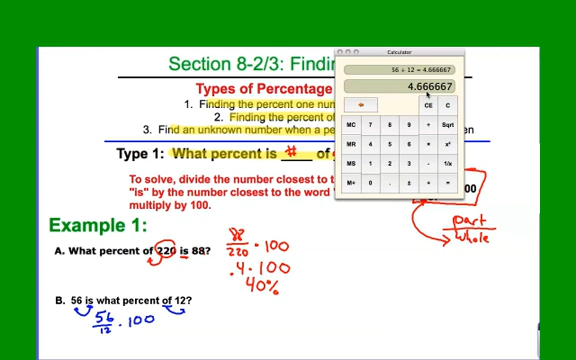 Section 8-2/3: Findin
Types of Percentage
1. Finding the percent one num
2. Finding the percent of
3. Find an unknown number when a pe
en
Type 1: What percent is # of
To solve, divide the number closest to t
"is" by the number closest to the word
multiply by 100.
00
part
whole
Calculator
56 ÷ 12 = 4.666667
4.666667
CE C
MC 7 8 9 ÷ Sqrt
MR 4 5 6 * x²
MS 1 2 3 - 1/x
M+ 0 . ± + =
Example 1:
A. What percent of 220 is 88?
88
220 · 100
.4 · 100
40%
B. 56 is what percent of 12?
56
12 · 100